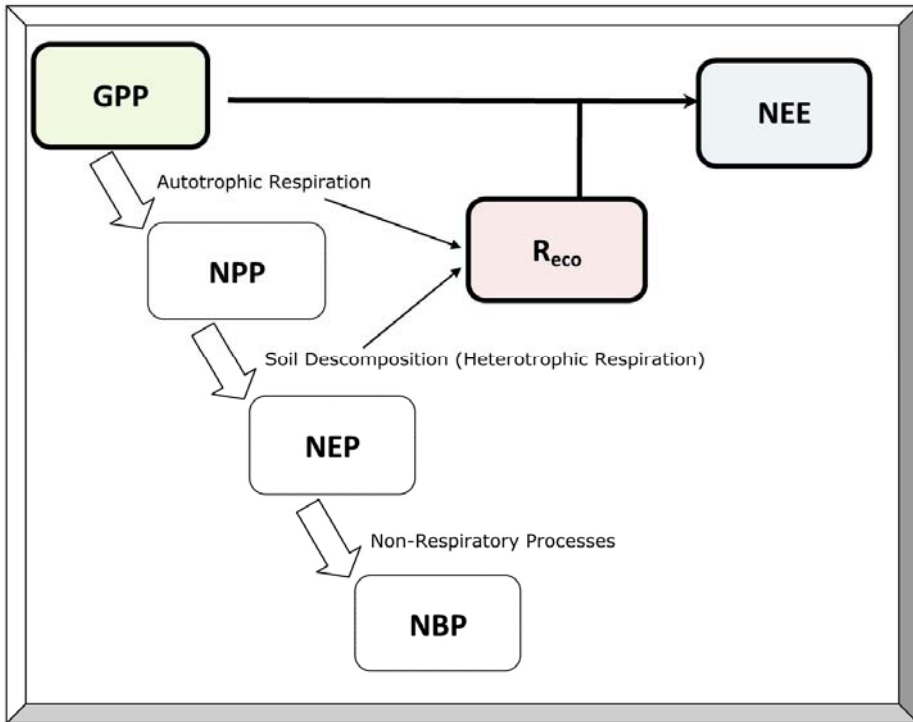 GPP
NEE
Autotrophic Respiration
NPP
Reco
Soil Descomposition (Heterotrophic Respiration)
NEP
Non-Respiratory Processes
NBP